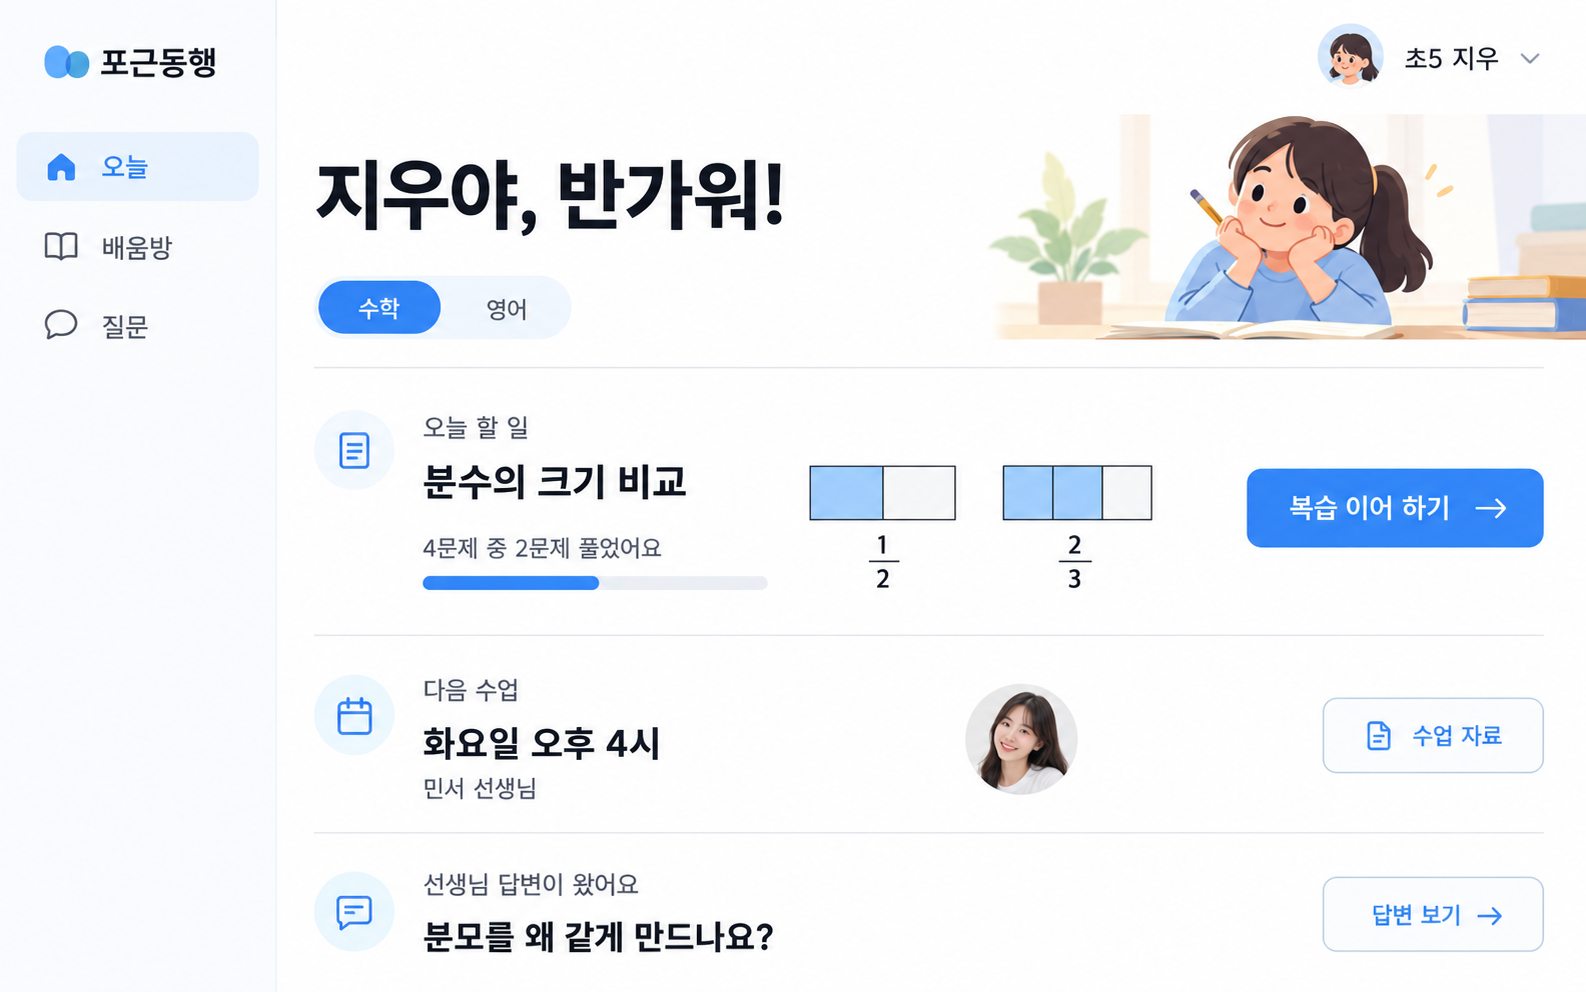 포근동행
초5 지우
오늘
배움방
질문
지우야, 반가워!
수학 영어
오늘 할 일
분수의 크기 비교
4문제 중 2문제 풀었어요
1
2
2
3
복습 이어 하기
다음 수업
화요일 오후 4시
민서 선생님
수업 자료
선생님 답변이 왔어요
분모를 왜 같게 만드나요?
답변 보기